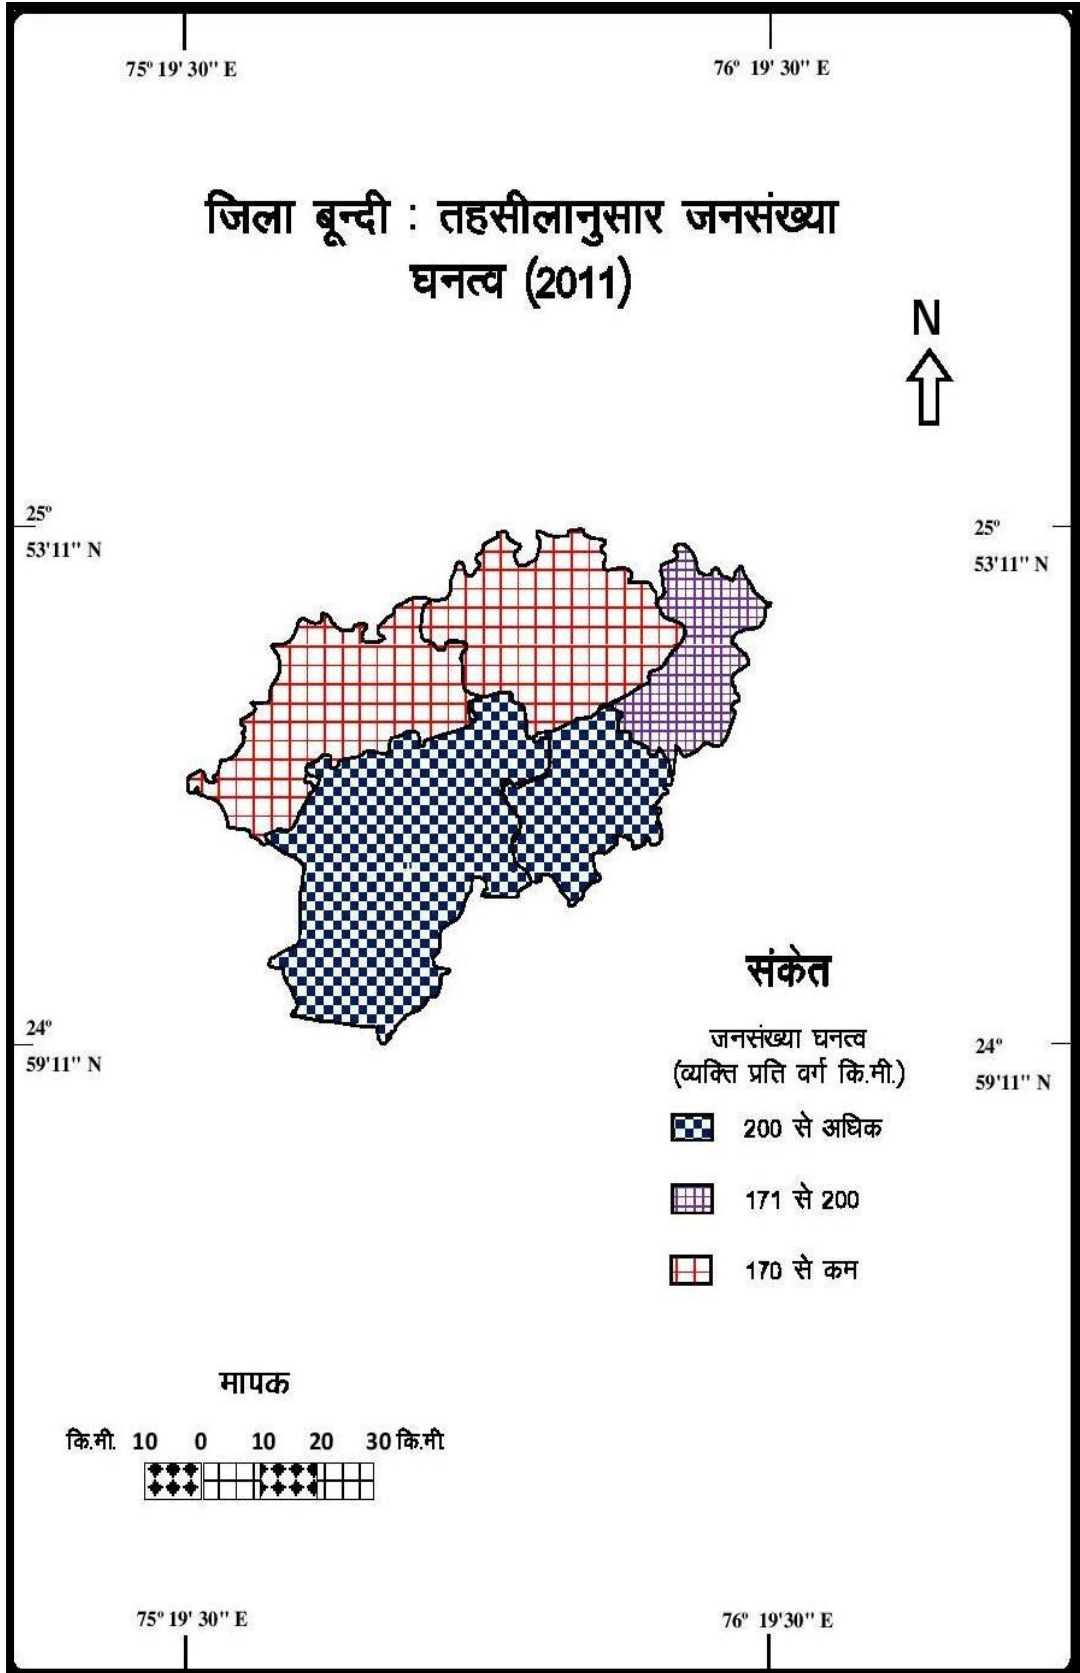 75° 19' 30" E
76° 19' 30" E
जिला बून्दी : तहसीलानुसार जनसंख्या
घनत्व (2011)
N
25°
53'11" N
25°
53'11" N
संकेत
जनसंख्या घनत्व
(व्यक्ति प्रति वर्ग कि.मी.)
24°
59'11" N
24°
59'11" N
200 से अधिक
171 से 200
170 से कम
मापक
कि.मी. 10 0 10 20 30 कि.मी.
75° 19' 30" E
76° 19'30" E